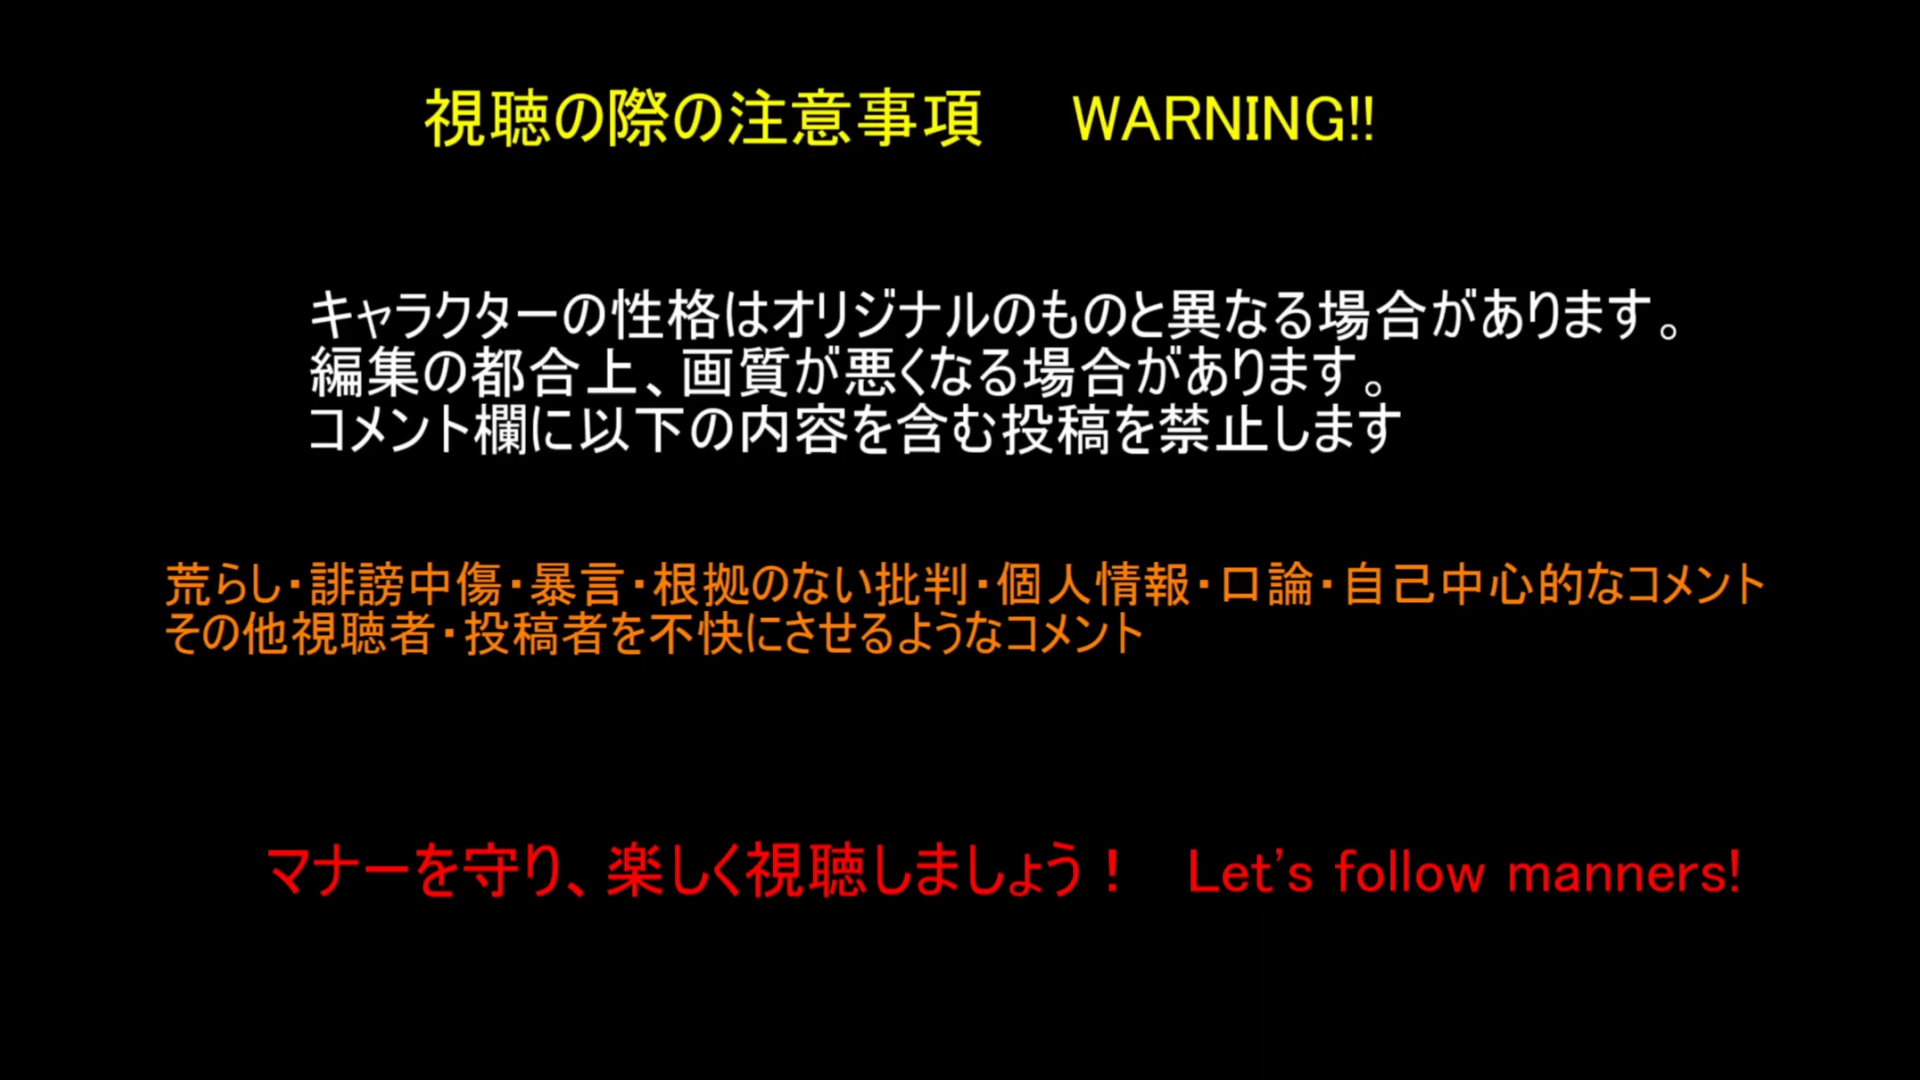 視聴の際の注意事項　WARNING!!
キャラクターの性格はオリジナルのものと異なる場合があります。
編集の都合上、画質が悪くなる場合があります。
コメント欄に以下の内容を含む投稿を禁止します
荒らし・誹謗中傷・暴言・根拠のない批判・個人情報・口論・自己中心的なコメント
その他視聴者・投稿者を不快にさせるようなコメント
マナーを守り、楽しく視聴しましょう！　Let's follow manners!